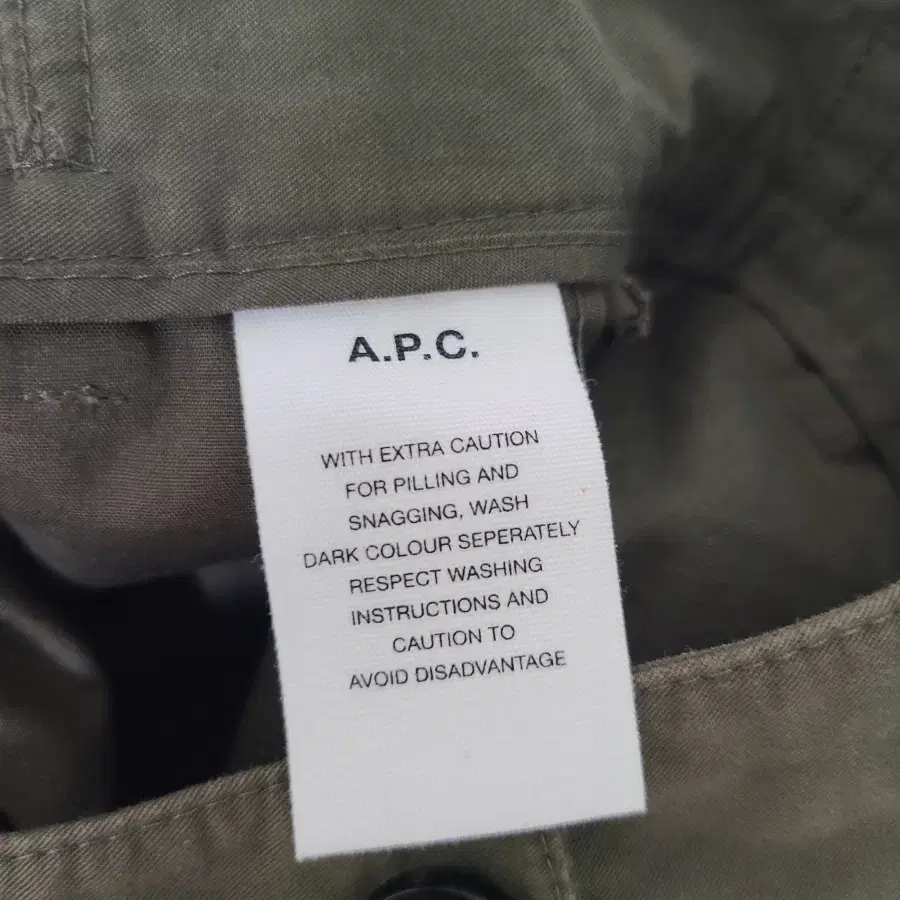 A.P.C.
WITH EXTRA CAUTION
FOR PILLING AND
SNAGGING, WASH
DARK COLOUR SEPERATELY
RESPECT WASHING
INSTRUCTIONS AND
CAUTION TO
AVOID DISADVANTAGE